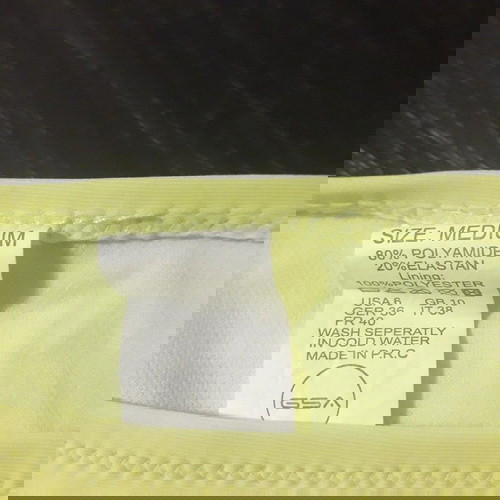 SIZE: MEDIUM
80% POLYAMIDE
20%ELASTAN
Lining:
100%POLYESTER
USA 6 GB 10
GER 36 IT 38
FR 40
WASH SEPERATLY
IN COLD WATER
MADE IN P.R.C
GSA